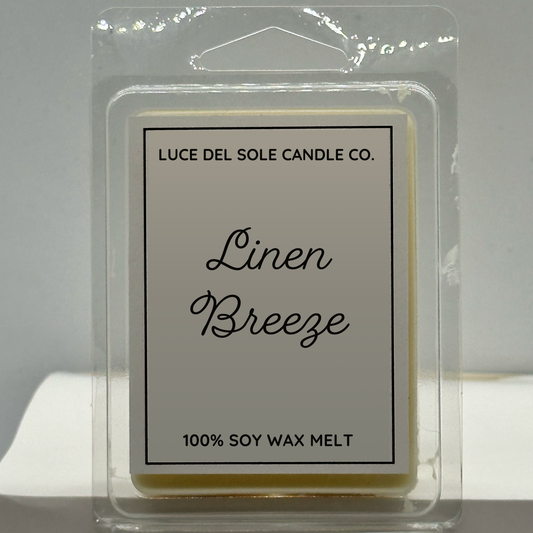 LUCE DEL SOLE CANDLE CO.
Linen
Breeze
100% SOY WAX MELT